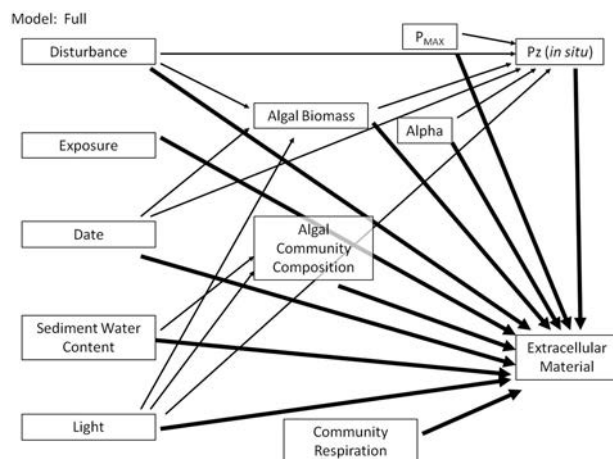 Model: Full
Disturbance
P_MAX
Pz (in situ)
Algal Biomass
Alpha
Exposure
Date
Algal
Community
Composition
Sediment Water
Content
Extracellular
Material
Light
Community
Respiration